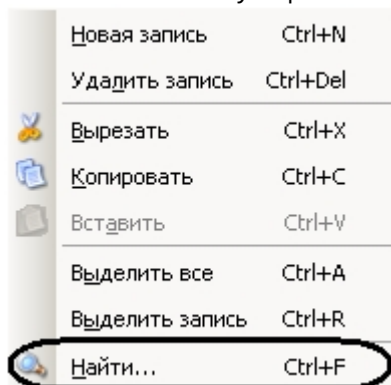 Новая запись Ctrl+N
Удалить запись Ctrl+Del
Вырезать Ctrl+X
Копировать Ctrl+C
Вставить Ctrl+V
Выделить все Ctrl+A
Выделить запись Ctrl+R
Найти... Ctrl+F